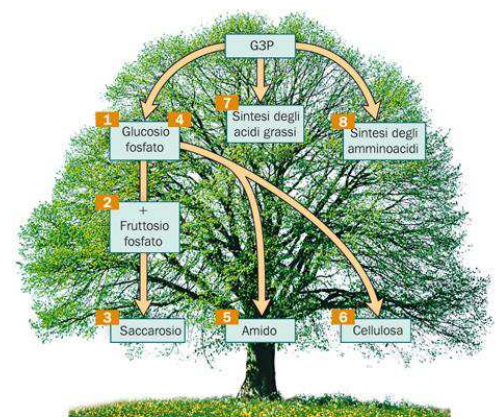 G3P
7
Sintesi degli
acidi grassi
1
4
Glucosio
fosfato
8
Sintesi degli
amminoacidi
2
+
Fruttosio
fosfato
3
Saccarosio
5
Amido
6
Cellulosa